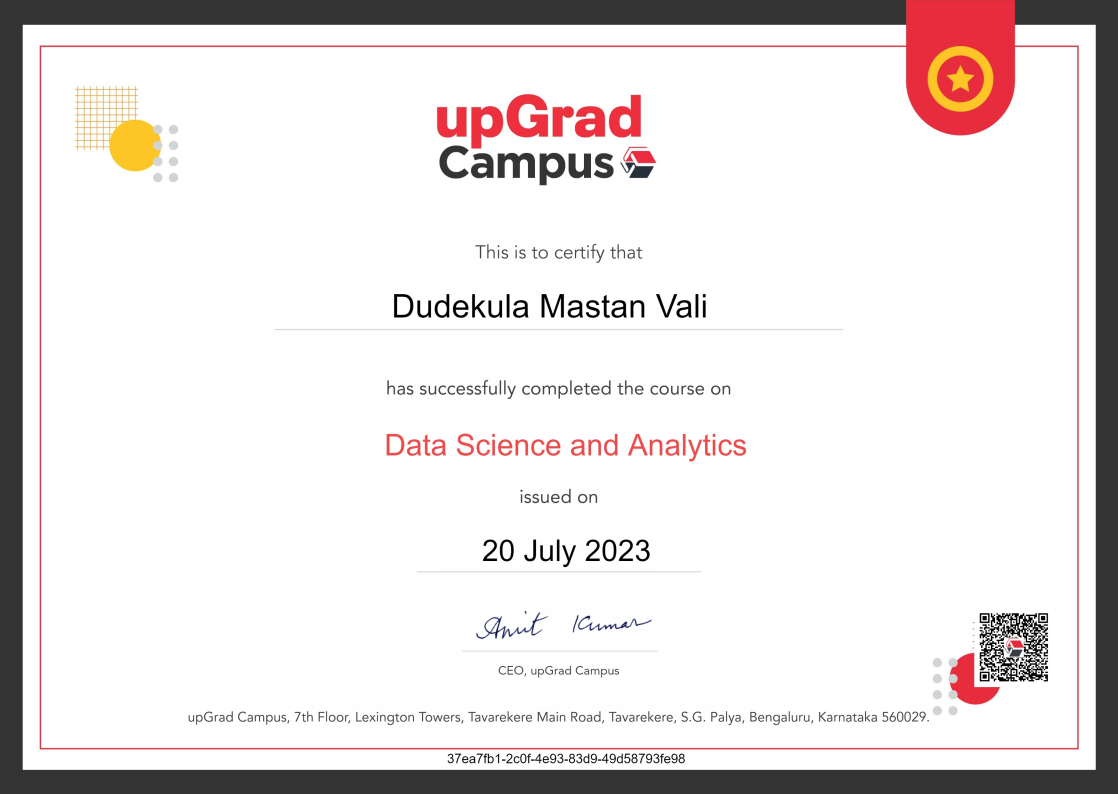 upGrad
Campus
This is to certify that
Dudekula Mastan Vali
has successfully completed the course on
Data Science and Analytics
issued on
20 July 2023
Amit Kumar
CEO, upGrad Campus
upGrad Campus, 7th Floor, Lexington Towers, Tavarekere Main Road, Tavarekere, S.G. Palya, Bengaluru, Karnataka 560029.
37ea7fb1-2c0f-4e93-83d9-49d58793fe98